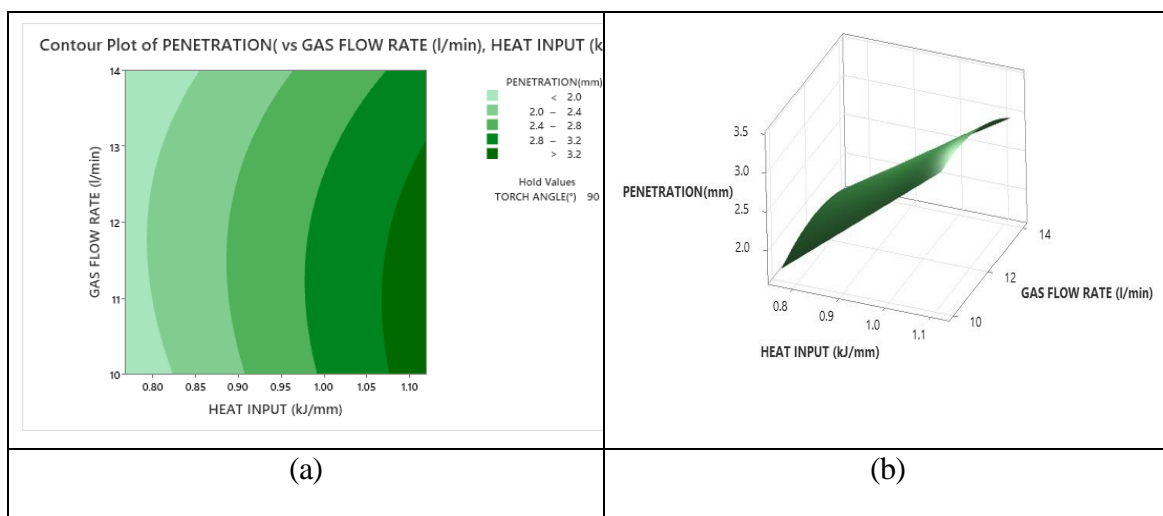 Contour Plot of PENETRATION( vs GAS FLOW RATE (l/min), HEAT INPUT (k
14
13
12
11
10
GAS FLOW RATE (l/min)
0.80 0.85 0.90 0.95 1.00 1.05 1.10
HEAT INPUT (kJ/mm)
PENETRATION(mm)
< 2.0
2.0 – 2.4
2.4 – 2.8
2.8 – 3.2
> 3.2
Hold Values
TORCH ANGLE(°) 90
(a)
3.5
3.0
2.5
2.0
PENETRATION(mm)
14
12
10
GAS FLOW RATE (l/min)
0.8 0.9 1.0 1.1
HEAT INPUT (kJ/mm)
(b)